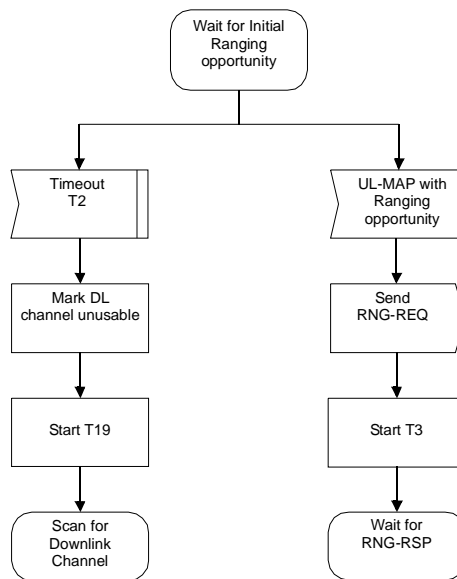 Wait for Initial
Ranging
opportunity
Timeout
T2
UL-MAP with
Ranging
opportunity
Mark DL
channel unusable
Send
RNG-REQ
Start T19
Start T3
Scan for
Downlink
Channel
Wait for
RNG-RSP